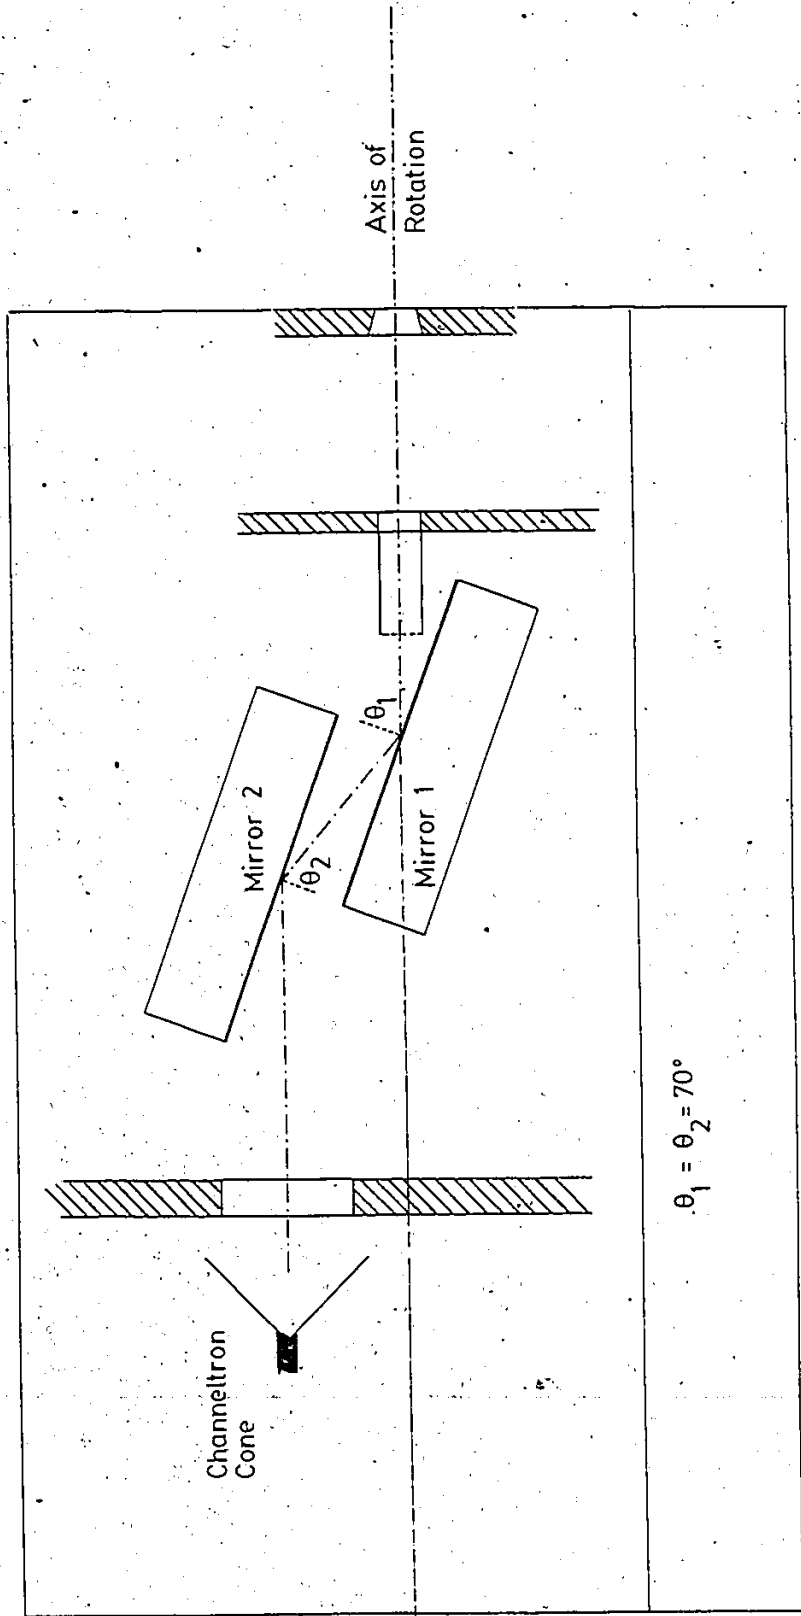 Axis of
Rotation
Mirror 2
θ1
θ2
Mirror 1
Channeltron
Cone
θ1 = θ2 = 70°